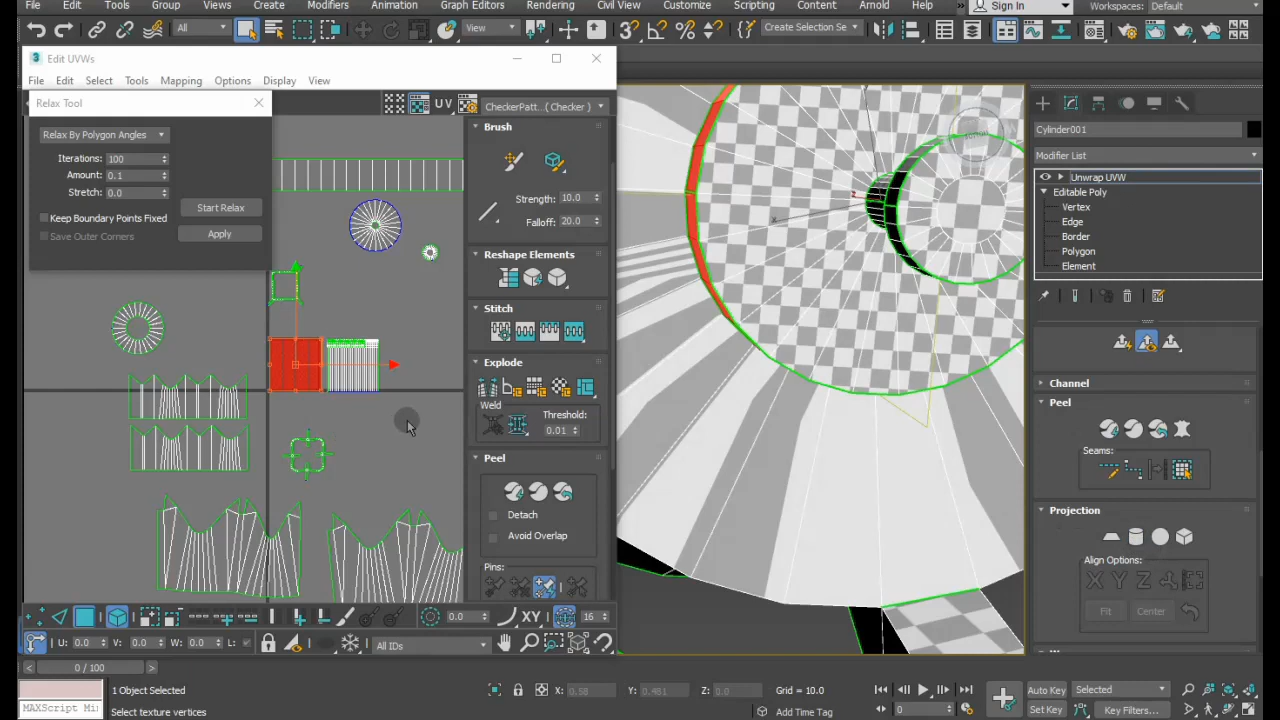 File Edit Tools Group Views Create Modifiers Animation Graph Editors Rendering Civil View Customize Scripting Content Arnold Help » Sign In Workspaces: Default
All View Create Selection Se
Edit UVWs
File Edit Select Tools Mapping Options Display View
Relax Tool UV CheckerPatt...( Checker )
Relax By Polygon Angles
Iterations: 100
Amount: 0.1
Stretch: 0.0
Keep Boundary Points Fixed
Save Outer Corners
Start Relax
Apply
Brush
Strength: 10.0
Falloff: 20.0
Reshape Elements
Stitch
Explode
Weld
Threshold:
0.01
Peel
Detach
Avoid Overlap
Pins:
0.0 XY 16
U: 0.0 V: 0.0 W: 0.0 L: All IDs
z
x
Cylinder001
Modifier List
Unwrap UVW
Editable Poly
Vertex
Edge
Border
Polygon
Element
Channel
Peel
Seams:
Projection
Align Options:
X Y Z
Fit Center
0 / 100
1 Object Selected X: 0.58 Y: 0.481 Z: 0.0 Grid = 10.0 Auto Key Selected
MAXScript Mi Select texture vertices Add Time Tag 0 Set Key Key Filters...